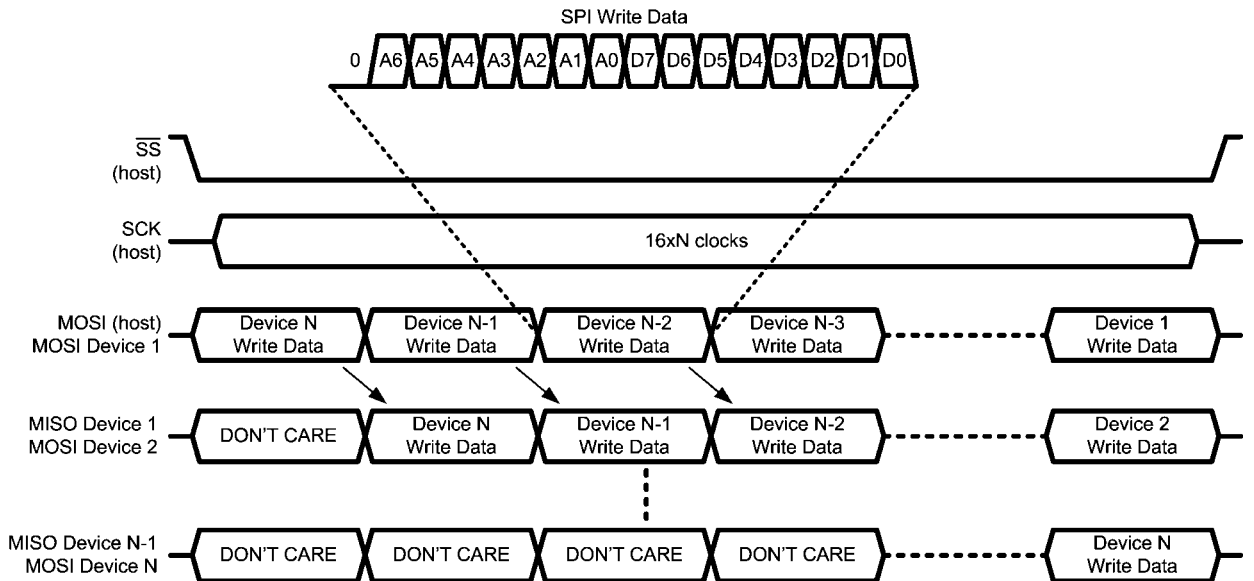 SPI Write Data
0 A6 A5 A4 A3 A2 A1 A0 D7 D6 D5 D4 D3 D2 D1 D0
SS
(host)
SCK
(host)
16xN clocks
MOSI (host)
MOSI Device 1
Device N
Write Data
Device N-1
Write Data
Device N-2
Write Data
Device N-3
Write Data
Device 1
Write Data
MISO Device 1
MOSI Device 2
DON'T CARE
Device N
Write Data
Device N-1
Write Data
Device N-2
Write Data
Device 2
Write Data
MISO Device N-1
MOSI Device N
DON'T CARE
DON'T CARE
DON'T CARE
DON'T CARE
Device N
Write Data